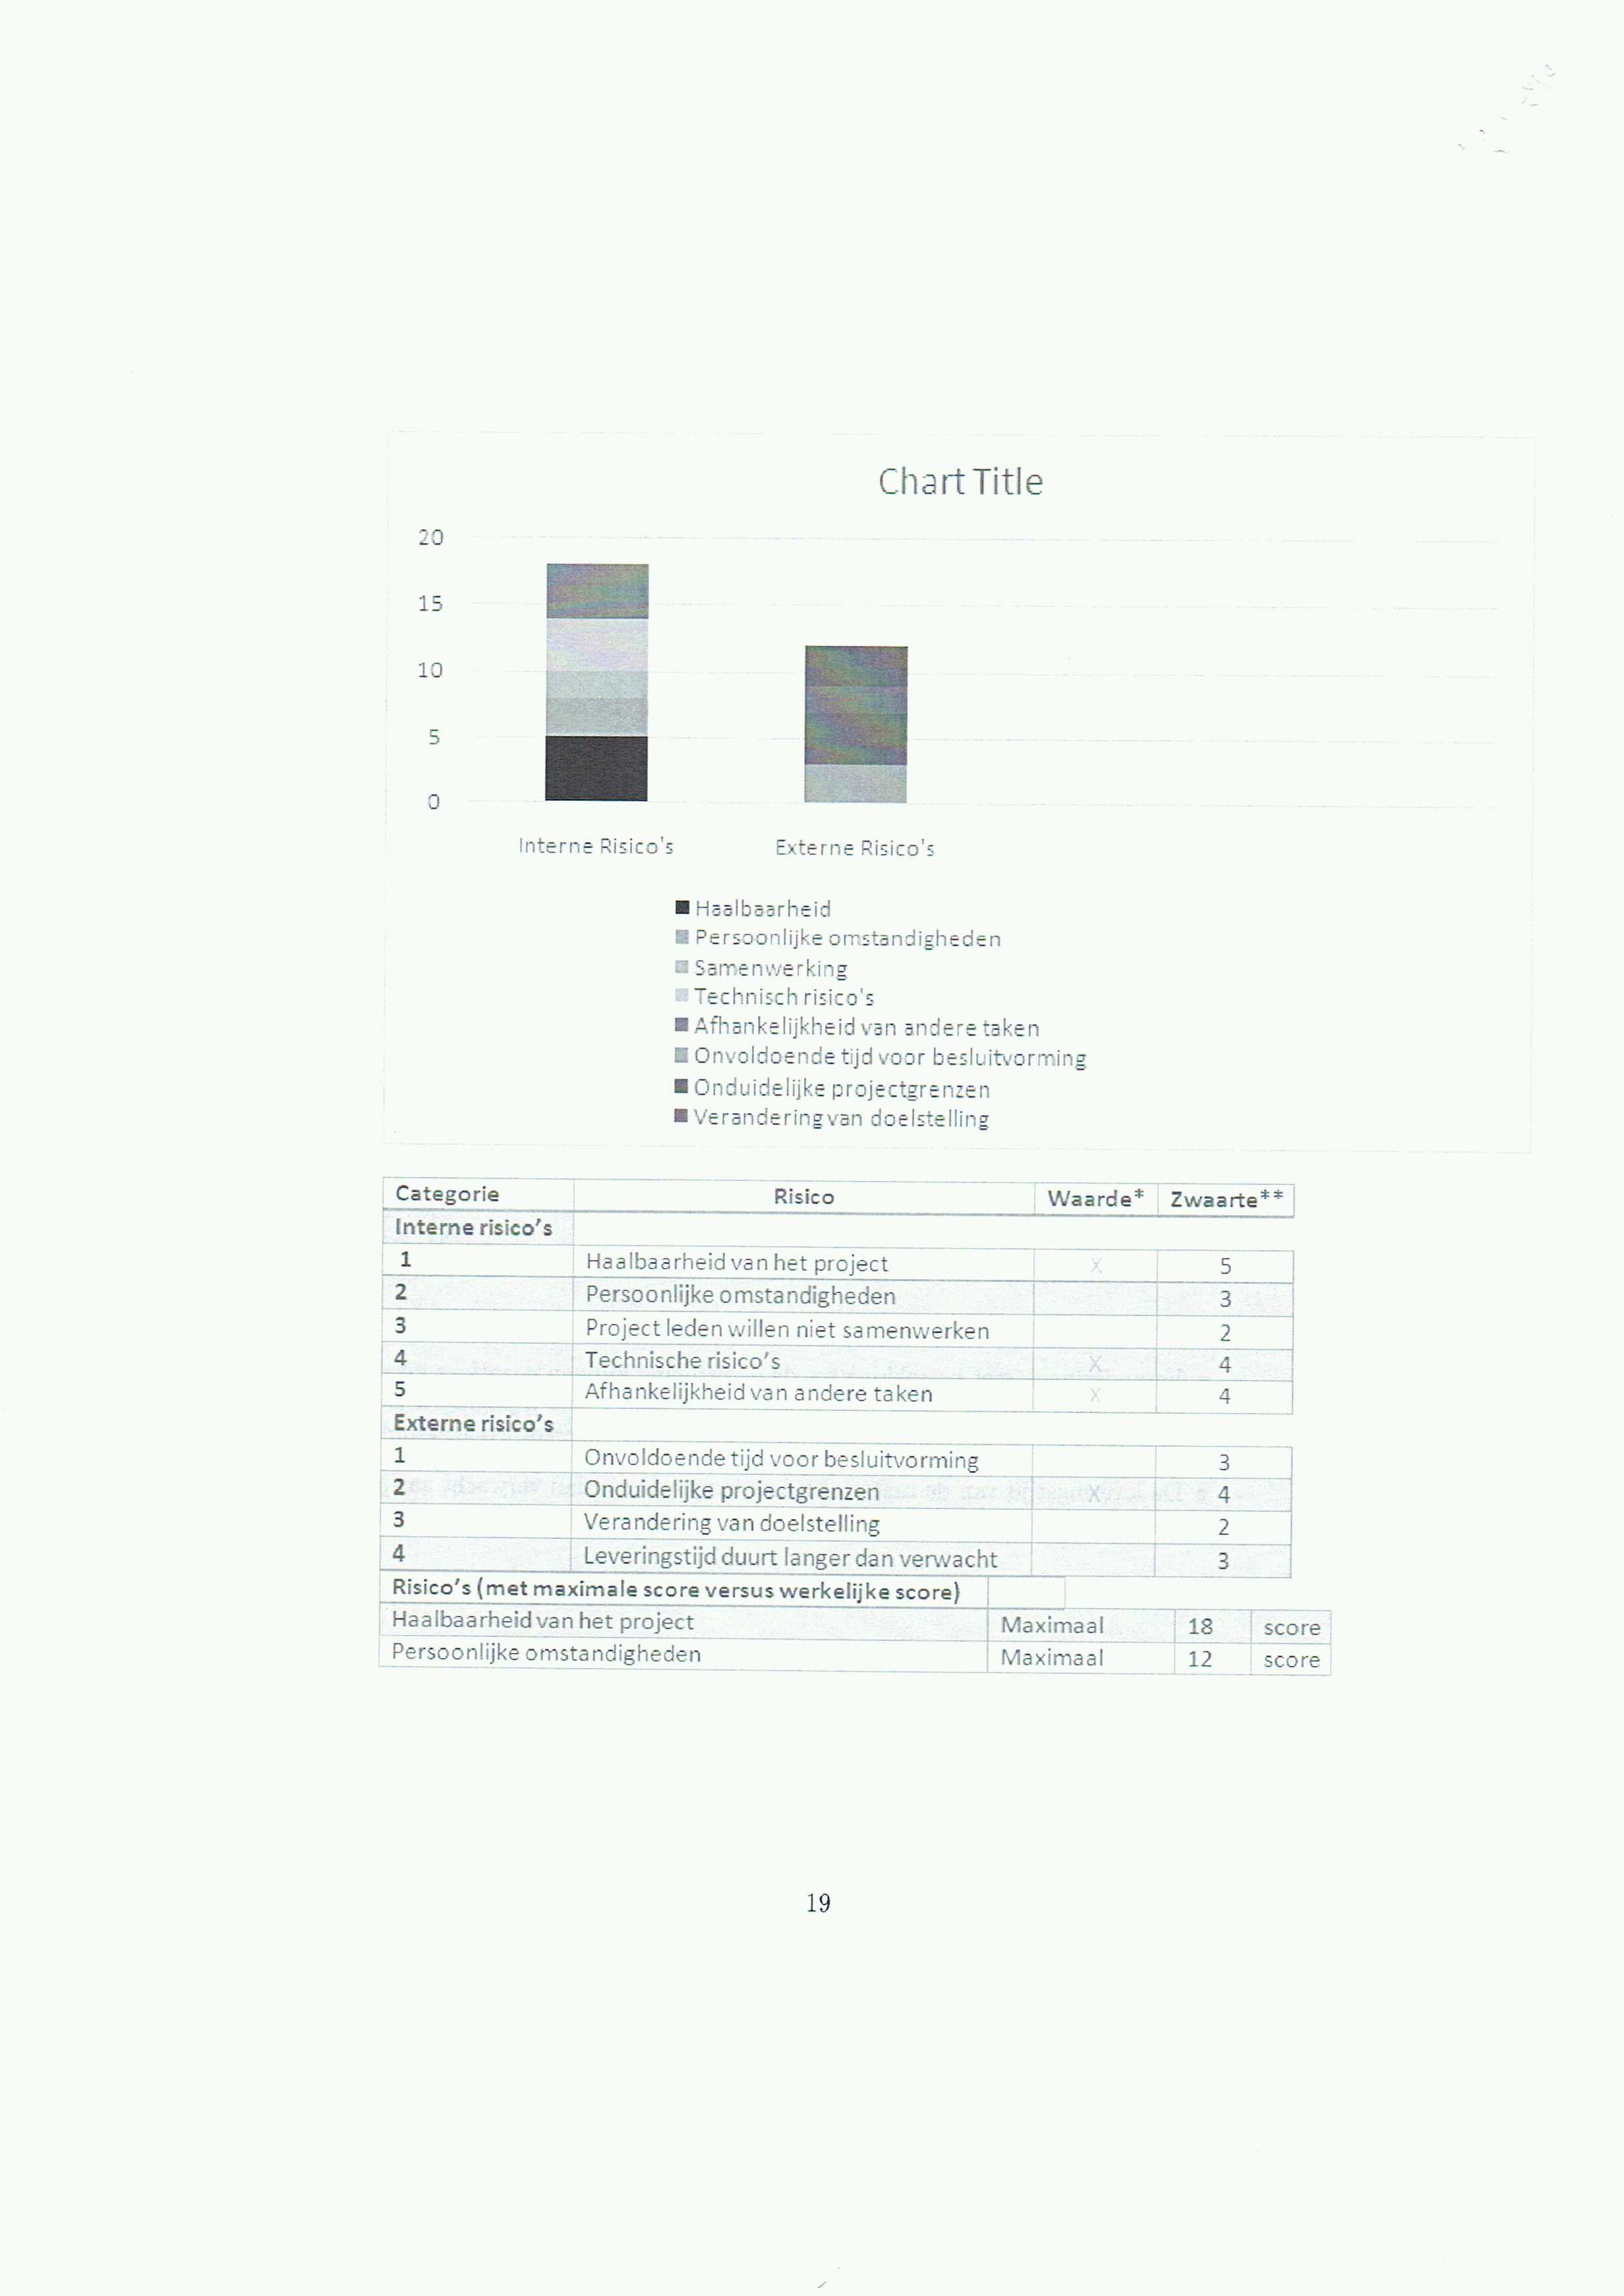 Chart Title
20
15
10
5
0
Interne Risico's Externe Risico's
Haalbaarheid
Persoonlijke omstandigheden
Samenwerking
Technisch risico's
Afhankelijkheid van andere taken
Onvoldoende tijd voor besluitvorming
Onduidelijke projectgrenzen
Verandering van doelstelling
Categorie Risico Waarde* Zwaarte**
Interne risico's
1 Haalbaarheid van het project X 5
2 Persoonlijke omstandigheden 3
3 Project leden willen niet samenwerken 2
4 Technische risico's X 4
5 Afhankelijkheid van andere taken X 4
Externe risico's
1 Onvoldoende tijd voor besluitvorming 3
2 Onduidelijke projectgrenzen X 4
3 Verandering van doelstelling 2
4 Leveringstijd duurt langer dan verwacht 3
Risico's (met maximale score versus werkelijke score)
Haalbaarheid van het project Maximaal 18 score
Persoonlijke omstandigheden Maximaal 12 score
19